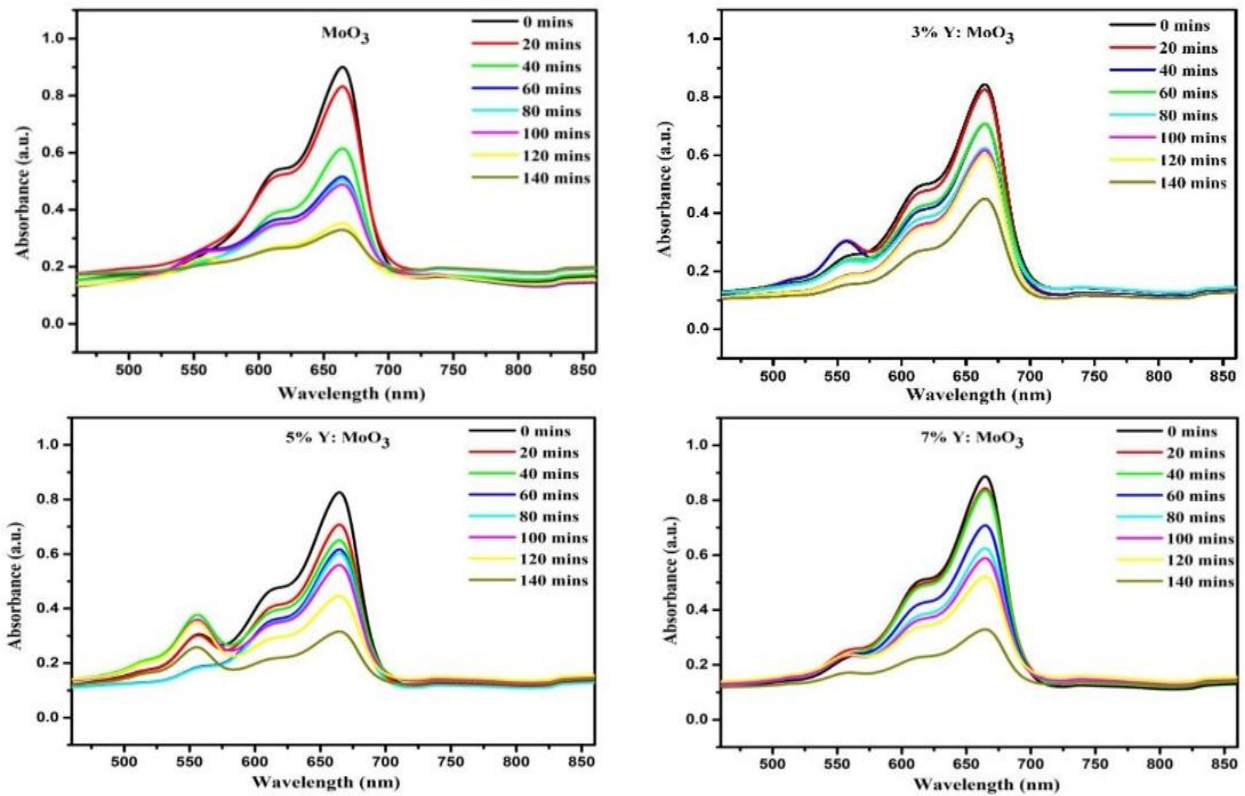 MoO3
0 mins
20 mins
40 mins
60 mins
80 mins
100 mins
120 mins
140 mins
1.0
0.8
0.6
0.4
0.2
0.0
Absorbance (a.u.)
500 550 600 650 700 750 800 850
Wavelength (nm)
3% Y: MoO3
0 mins
20 mins
40 mins
60 mins
80 mins
100 mins
120 mins
140 mins
1.0
0.8
0.6
0.4
0.2
0.0
Absorbance (a.u.)
500 550 600 650 700 750 800 850
Wavelength (nm)
5% Y: MoO3
0 mins
20 mins
40 mins
60 mins
80 mins
100 mins
120 mins
140 mins
1.0
0.8
0.6
0.4
0.2
0.0
Absorbance (a.u.)
500 550 600 650 700 750 800 850
Wavelength (nm)
7% Y: MoO3
0 mins
20 mins
40 mins
60 mins
80 mins
100 mins
120 mins
140 mins
1.0
0.8
0.6
0.4
0.2
0.0
Absorbance (a.u.)
500 550 600 650 700 750 800 850
Wavelength (nm)